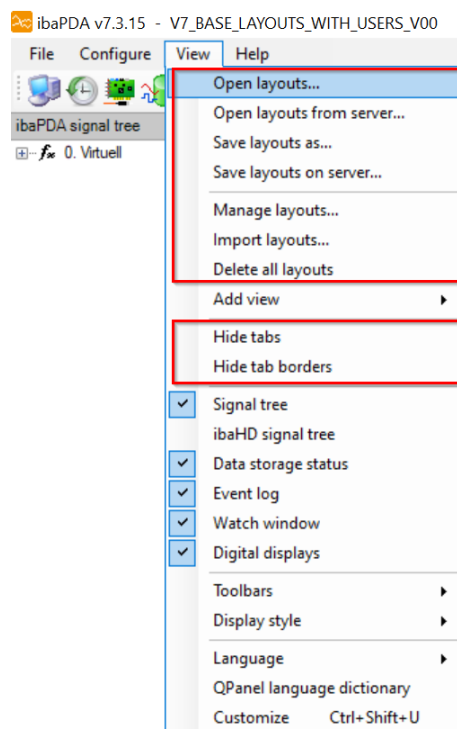 ibaPDA v7.3.15 - V7_BASE_LAYOUTS_WITH_USERS_V00
File Configure View Help
Open layouts...
ibaPDA signal tree
Open layouts from server...
0. Virtuell
Save layouts as...
Save layouts on server...
Manage layouts...
Import layouts...
Delete all layouts
Add view
Hide tabs
Hide tab borders
Signal tree
ibaHD signal tree
Data storage status
Event log
Watch window
Digital displays
Toolbars
Display style
Language
QPanel language dictionary
Customize Ctrl+Shift+U